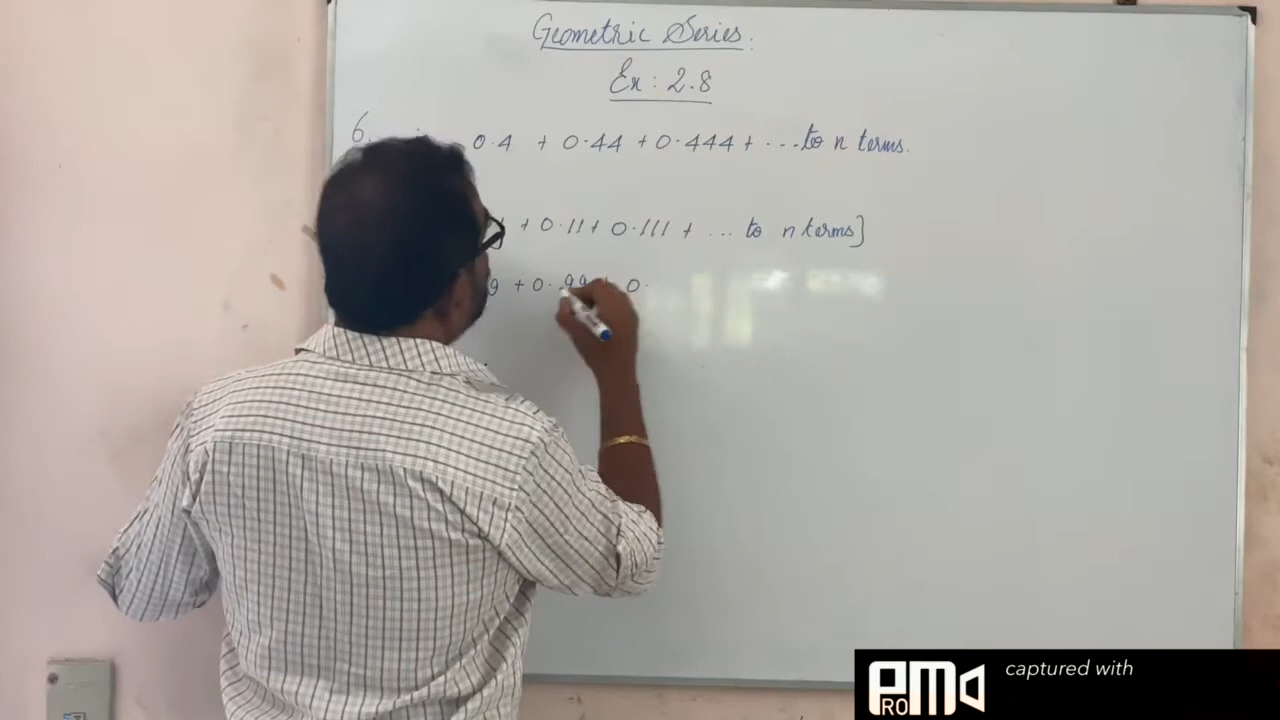 Geometric Series.
Ex: 2.8
6. 0.4 + 0.44 + 0.444 + ... to n terms.
+ 0.11 + 0.111 + ... to n terms]
9 + 0.99 + 0.
captured with
PROM